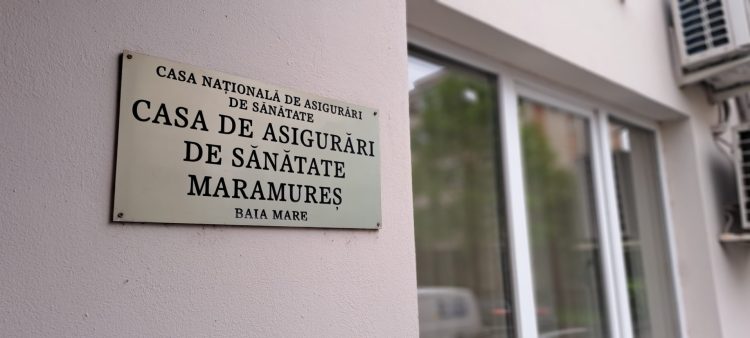 CASA NAȚIONALĂ DE ASIGURĂRI
DE SĂNĂTATE
CASA DE ASIGURĂRI
DE SĂNĂTATE
MARAMUREȘ
BAIA MARE